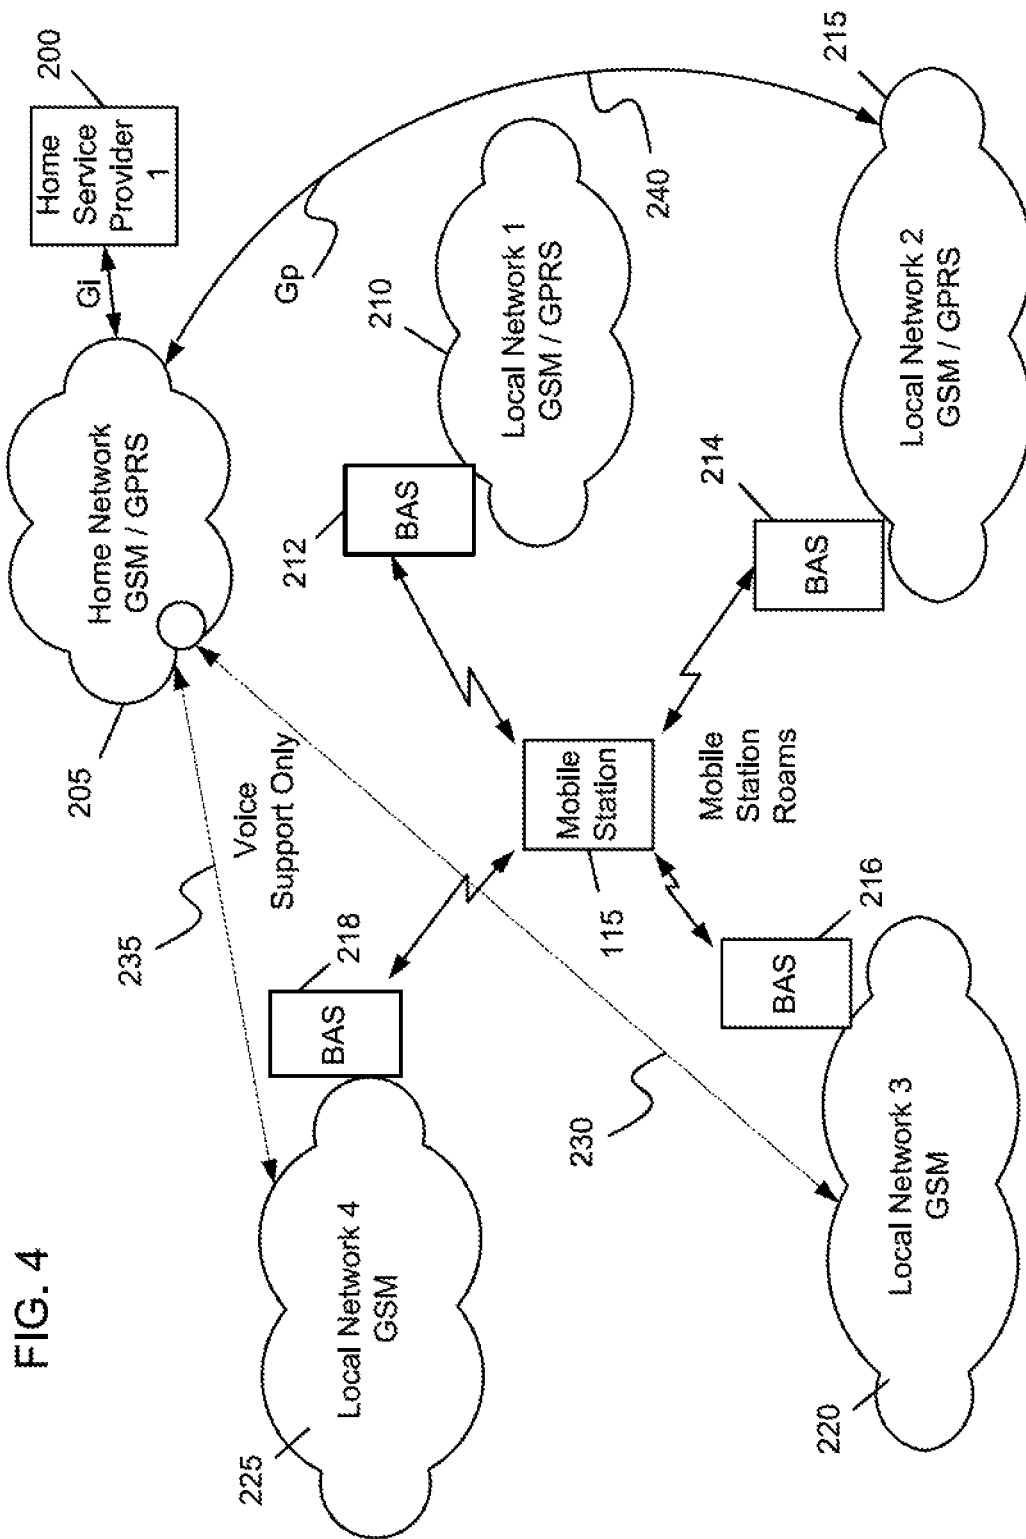 FIG. 4
200
Home
Service
Provider
1
Gi
Home Network
GSM / GPRS
205
235
Voice
Support Only
Gp
225
Local Network 4
GSM
218
BAS
212
BAS
210
Local Network 1
GSM / GPRS
230
115
Mobile
Station
240
Mobile
Station
Roams
214
BAS
216
BAS
215
Local Network 2
GSM / GPRS
220
Local Network 3
GSM